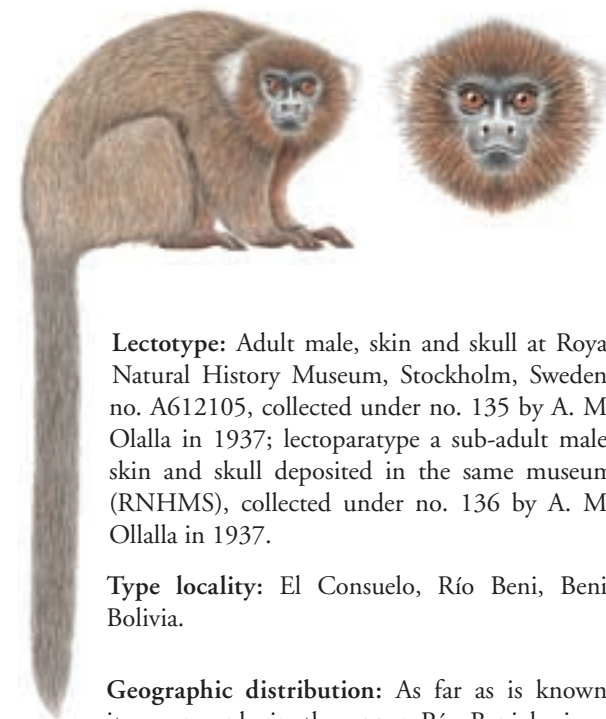 Lectotype: Adult male, skin and skull at Roya
Natural History Museum, Stockholm, Sweden
no. A612105, collected under no. 135 by A. M
Olalla in 1937; lectoparatype a sub-adult male
skin and skull deposited in the same museum
(RNHMS), collected under no. 136 by A. M
Ollalla in 1937.
Type locality: El Consuelo, Río Beni, Beni
Bolivia.
Geographic distribution: As far as is known